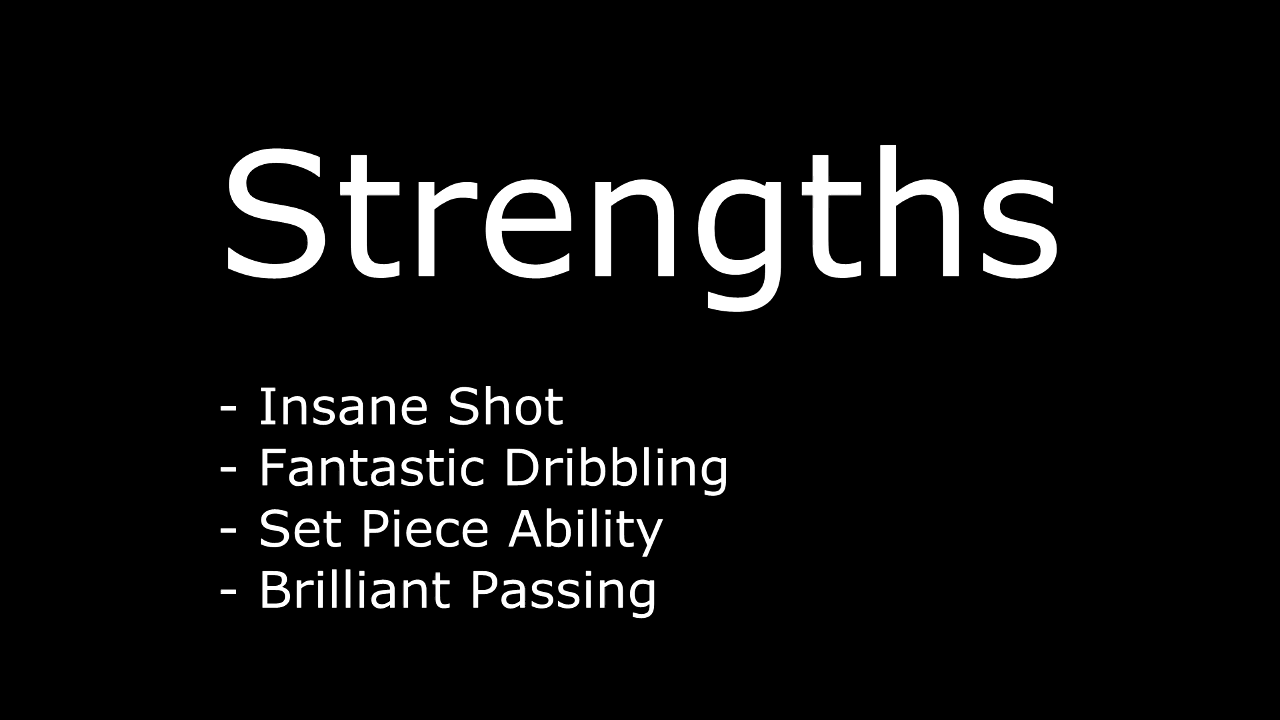 Strengths
- Insane Shot
- Fantastic Dribbling
- Set Piece Ability
- Brilliant Passing